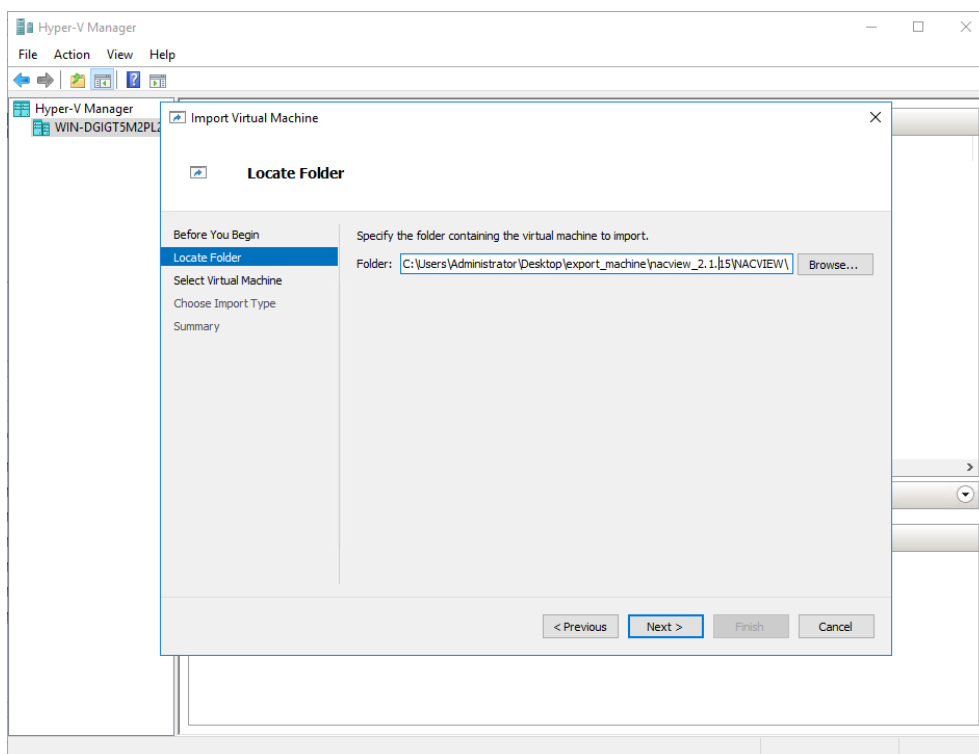 Hyper-V Manager
File Action View Help
Hyper-V Manager
WIN-DGIGT5M2PL2
Import Virtual Machine
Locate Folder
Before You Begin
Locate Folder
Select Virtual Machine
Choose Import Type
Summary
Specify the folder containing the virtual machine to import.
Folder: C:\Users\Administrator\Desktop\export_machine\nacview_2.1.15\NACVIEW\ Browse...
< Previous Next > Finish Cancel